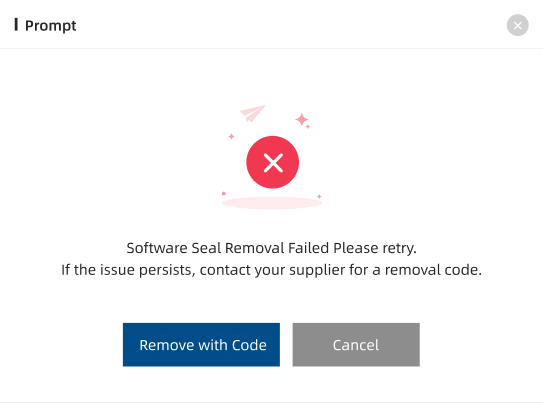 Prompt
Software Seal Removal Failed Please retry.
If the issue persists, contact your supplier for a removal code.
Remove with Code
Cancel